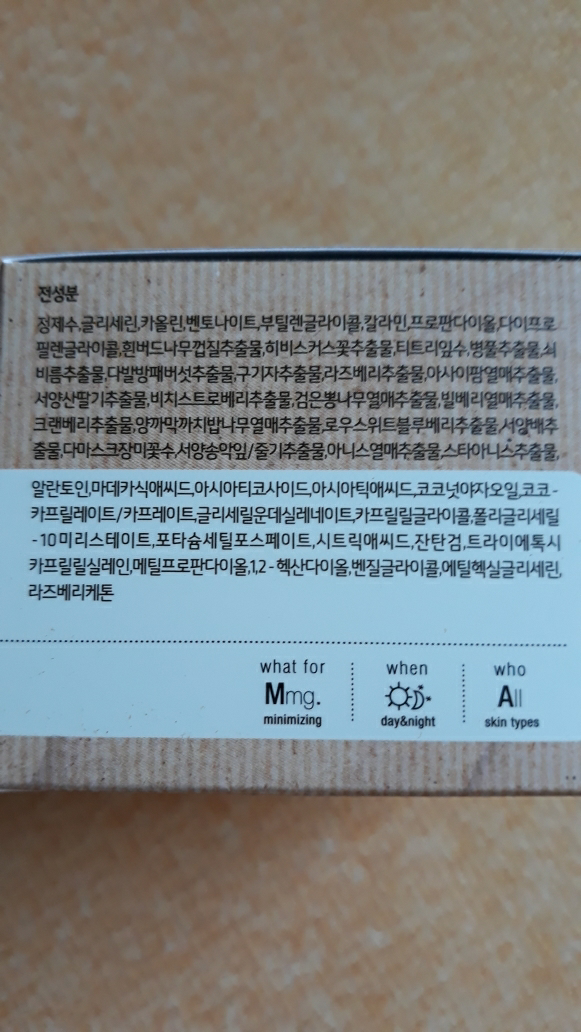 전성분
정제수,글리세린,카올린,벤토나이트,부틸렌글라이콜,칼라민,프로판다이올,다이프로
필렌글라이콜,흰버드나무껍질추출물,히비스커스꽃추출물,티트리잎수,병풀추출물,쇠
비름추출물,다발방패버섯추출물,구기자추출물,라즈베리추출물,아사이팜열매추출물,
서양산딸기추출물,비치스트로베리추출물,검은뽕나무열매추출물,빌베리열매추출물,
크랜베리추출물,양까막까치밥나무열매추출물,로우스위트블루베리추출물,서양배추
출물,다마스크장미꽃수,서양송악잎/줄기추출물,아니스열매추출물,스타아니스추출물,
알란토인,마데카식애씨드,아시아티코사이드,아시아틱애씨드,코코넛야자오일,코코-
카프릴레이트/카프레이트,글리세릴운데실레네이트,카프릴릴글라이콜,폴리글리세릴
-10미리스테이트,포타슘세틸포스페이트,시트릭애씨드,잔탄검,트라이에톡시
카프릴릴실레인,메틸프로판다이올,1,2-헥산다이올,벤질글라이콜,에틸헥실글리세린,
라즈베리케톤
what for when who
Mmg. All
minimizing day&night skin types